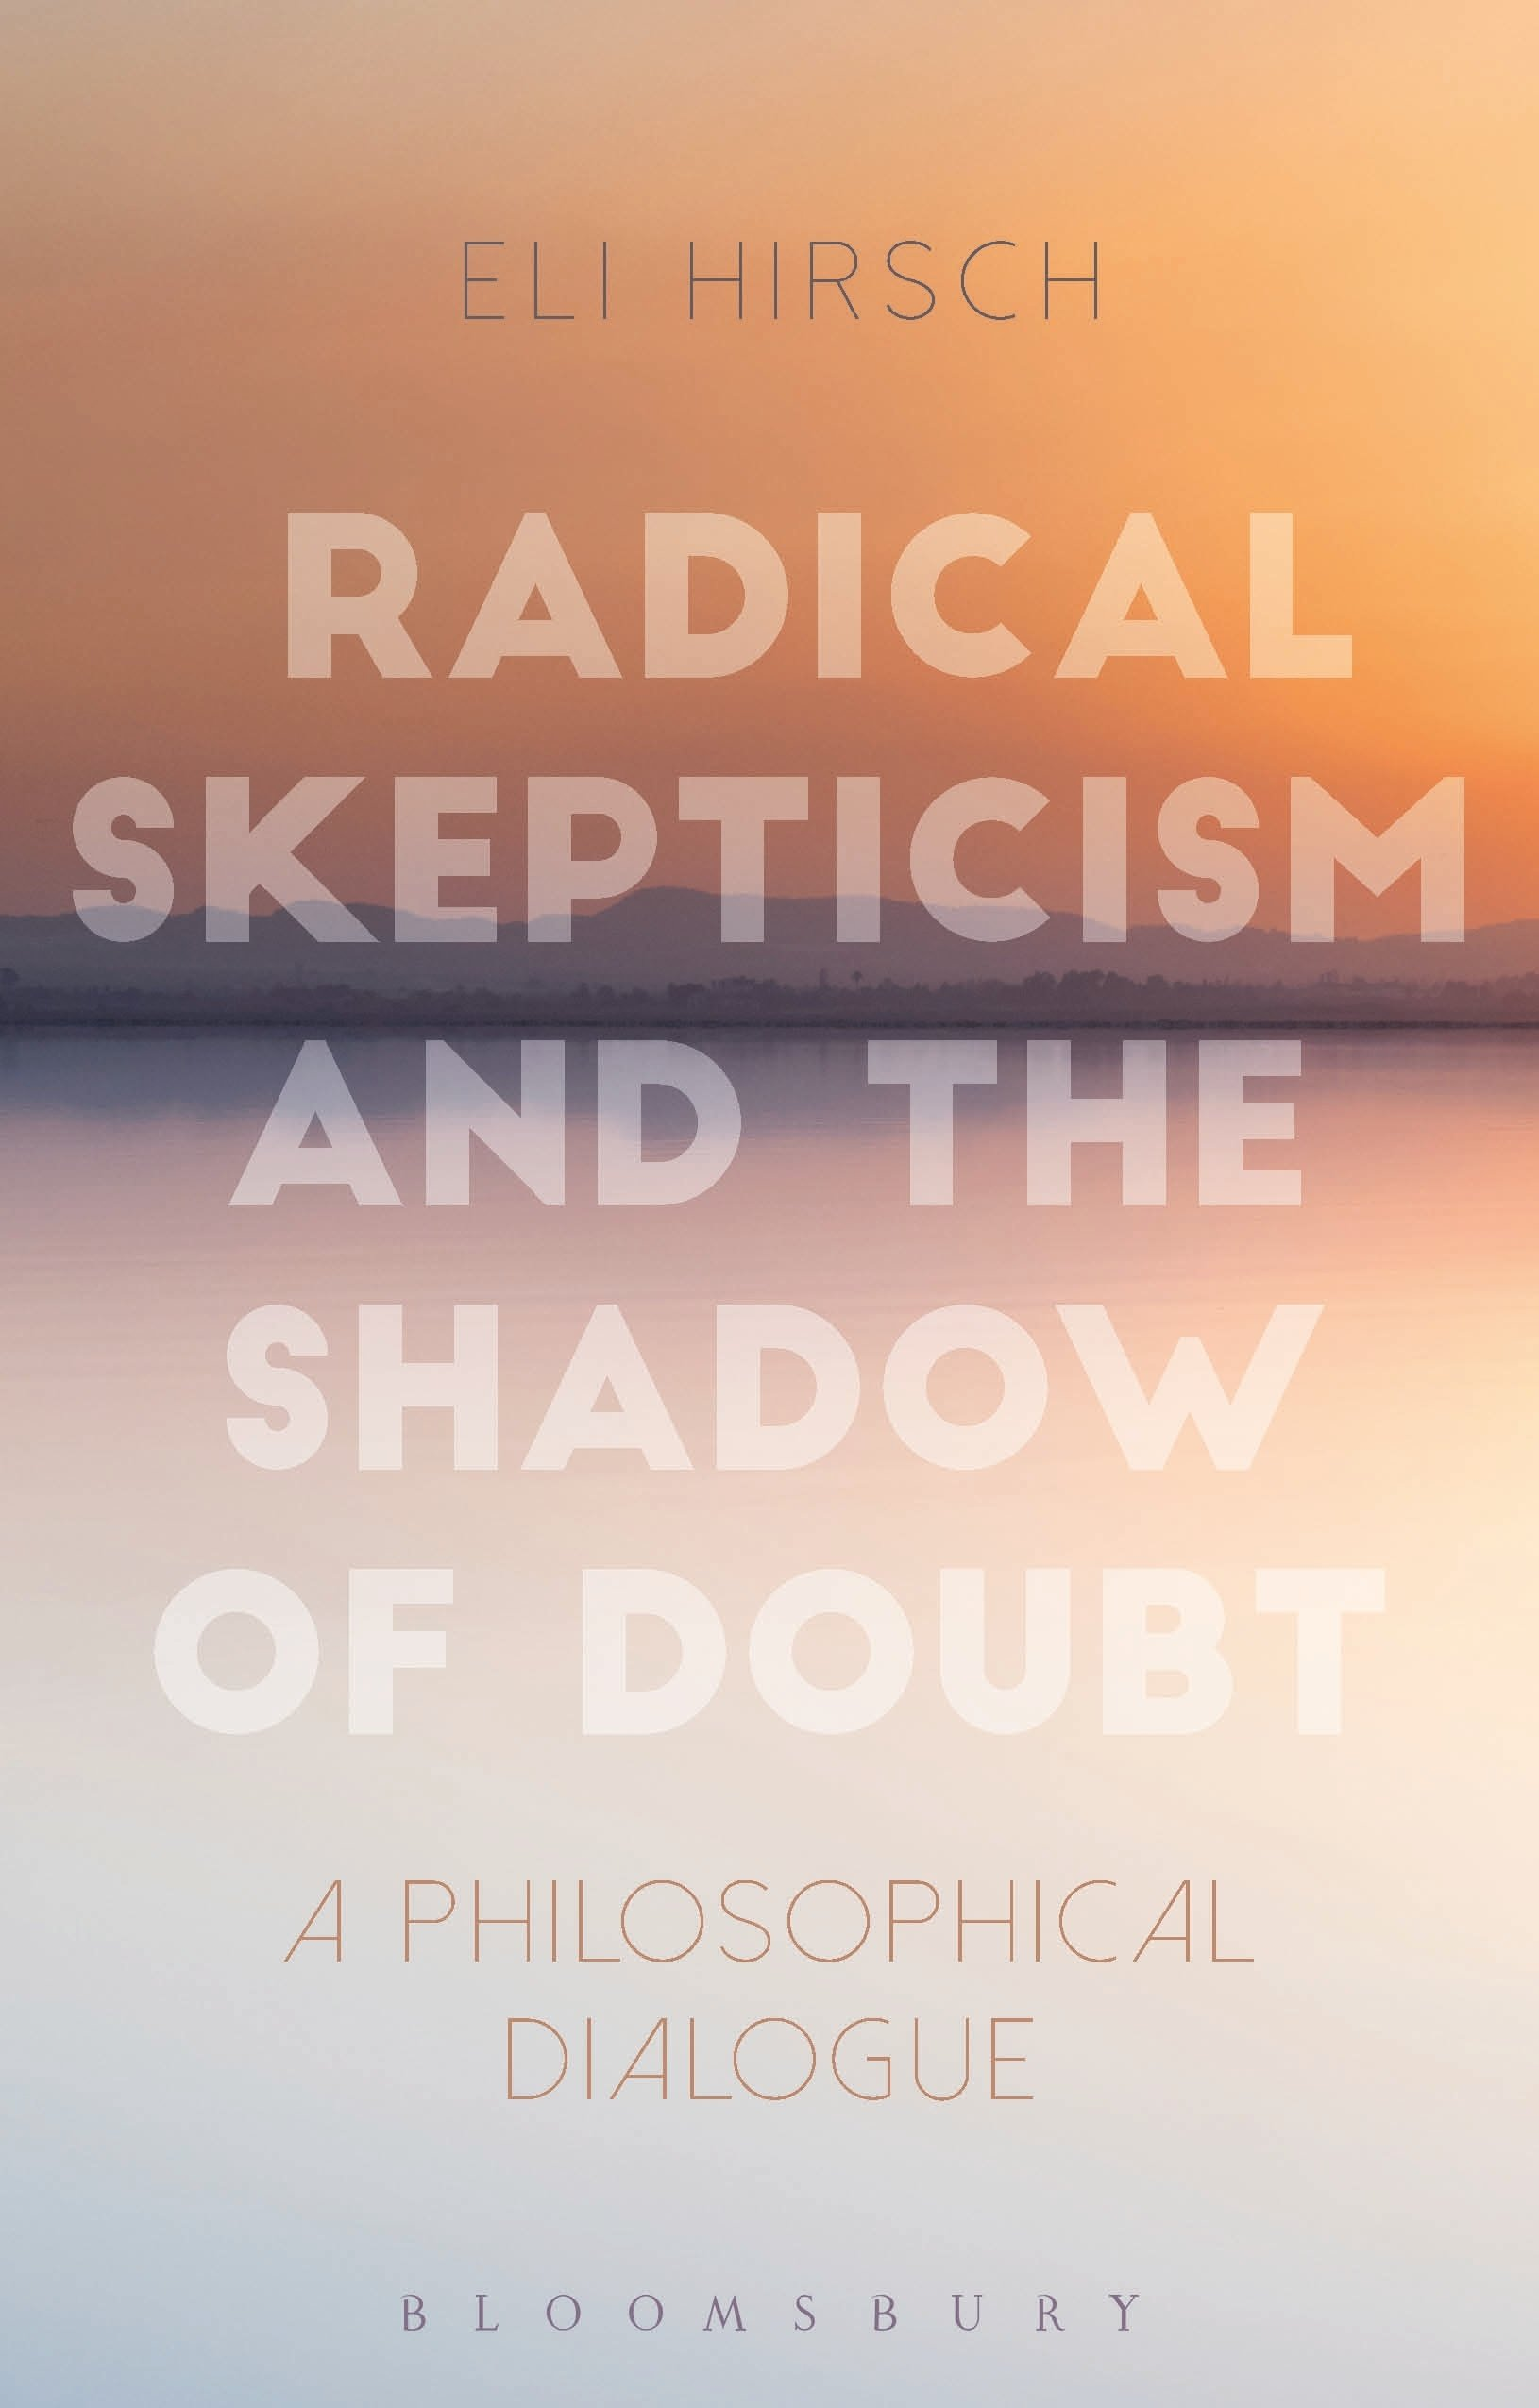 ELI HIRSCH
RADICAL
SKEPTICISM
AND THE
SHADOW
OF DOUBT
A PHILOSOPHICAL
DIALOGUE
BLOOMSBURY